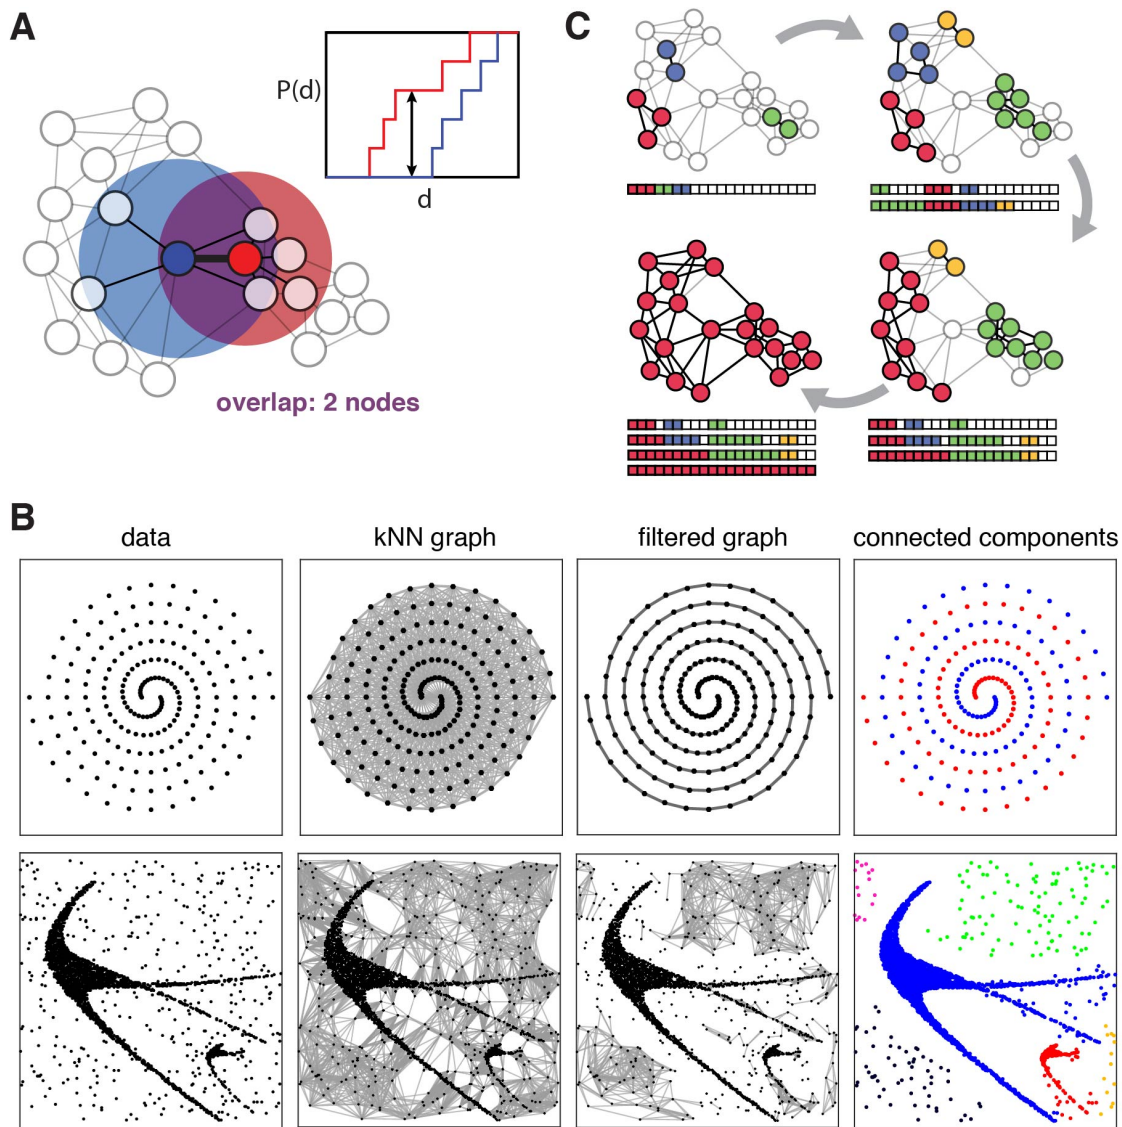 A
P(d)
d
overlap: 2 nodes
C
B
data
kNN graph
filtered graph
connected components